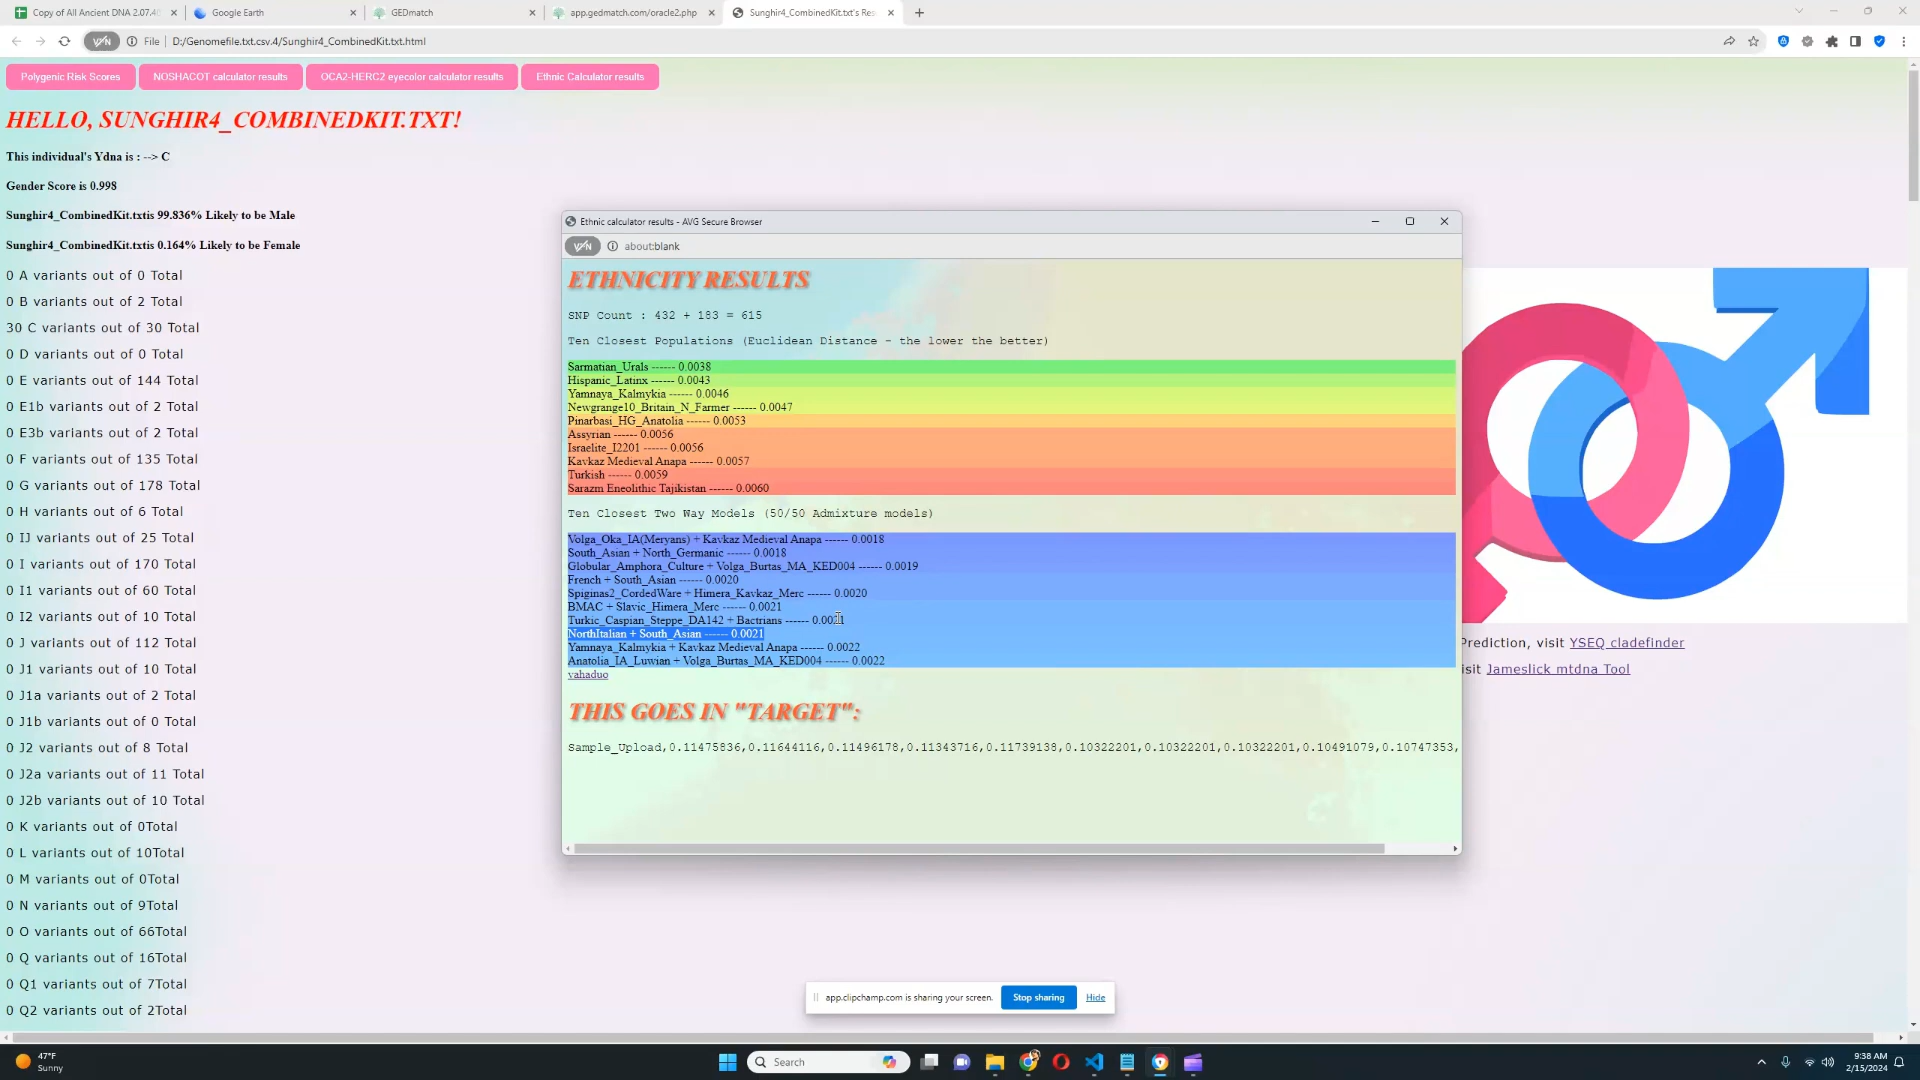 Copy of All Ancient DNA 2.07.48
Google Earth
GEDmatch
app.gedmatch.com/oracle2.php
Sunghir4_CombinedKit.txt's Res
VPN
File
D:/Genomefile.txt.csv.4/Sunghir4_CombinedKit.txt.html
Polygenic Risk Scores
NOSHACOT calculator results
OCA2-HERC2 eyecolor calculator results
Ethnic Calculator results
HELLO, SUNGHIR4_COMBINEDKIT.TXT!
This individual's Ydna is : --> C
Gender Score is 0.998
Sunghir4_CombinedKit.txtis 99.836% Likely to be Male
Sunghir4_CombinedKit.txtis 0.164% Likely to be Female
0 A variants out of 0 Total
0 B variants out of 2 Total
30 C variants out of 30 Total
0 D variants out of 0 Total
0 E variants out of 144 Total
0 E1b variants out of 2 Total
0 E3b variants out of 2 Total
0 F variants out of 135 Total
0 G variants out of 178 Total
0 H variants out of 6 Total
0 IJ variants out of 25 Total
0 I variants out of 170 Total
0 I1 variants out of 60 Total
0 I2 variants out of 10 Total
0 J variants out of 112 Total
0 J1 variants out of 10 Total
0 J1a variants out of 2 Total
0 J1b variants out of 0 Total
0 J2 variants out of 8 Total
0 J2a variants out of 11 Total
0 J2b variants out of 10 Total
0 K variants out of 0Total
0 L variants out of 10Total
0 M variants out of 0Total
0 N variants out of 9Total
0 O variants out of 66Total
0 Q variants out of 16Total
0 Q1 variants out of 7Total
0 Q2 variants out of 2Total
Ethnic calculator results - AVG Secure Browser
VPN
about:blank
ETHNICITY RESULTS
SNP Count : 432 + 183 = 615
Ten Closest Populations (Euclidean Distance - the lower the better)
Sarmatian_Urals ------ 0.0038
Hispanic_Latinx ------ 0.0043
Yamnaya_Kalmykia ------ 0.0046
Newgrange10_Britain_N_Farmer ------ 0.0047
Pinarbasi_HG_Anatolia ------ 0.0053
Assyrian ------ 0.0056
Israelite_I2201 ------ 0.0056
Kavkaz Medieval Anapa ------ 0.0057
Turkish ------ 0.0059
Sarazm Eneolithic Tajikistan ------ 0.0060
Ten Closest Two Way Models (50/50 Admixture models)
Volga_Oka_IA(Meryans) + Kavkaz Medieval Anapa ------ 0.0018
South_Asian + North_Germanic ------ 0.0018
Globular_Amphora_Culture + Volga_Burtas_MA_KED004 ------ 0.0019
French + South_Asian ------ 0.0020
Spiginas2_CordedWare + Himera_Kavkaz_Merc ------ 0.0020
BMAC + Slavic_Himera_Merc ------ 0.0021
Turkic_Caspian_Steppe_DA142 + Bactrians ------ 0.0021
NorthItalian + South_Asian ------ 0.0021
Yamnaya_Kalmykia + Kavkaz Medieval Anapa ------ 0.0022
Anatolia_IA_Luwian + Volga_Burtas_MA_KED004 ------ 0.0022
vahaduo
THIS GOES IN "TARGET":
Sample_Upload,0.11475836,0.11644116,0.11496178,0.11343716,0.11739138,0.10322201,0.10322201,0.10322201,0.10491079,0.10747353,
Prediction, visit YSEQ cladefinder
isit Jameslick mtdna Tool
app.clipchamp.com is sharing your screen.
Stop sharing
Hide
47°F
Sunny
Search
9:38 AM
2/15/2024